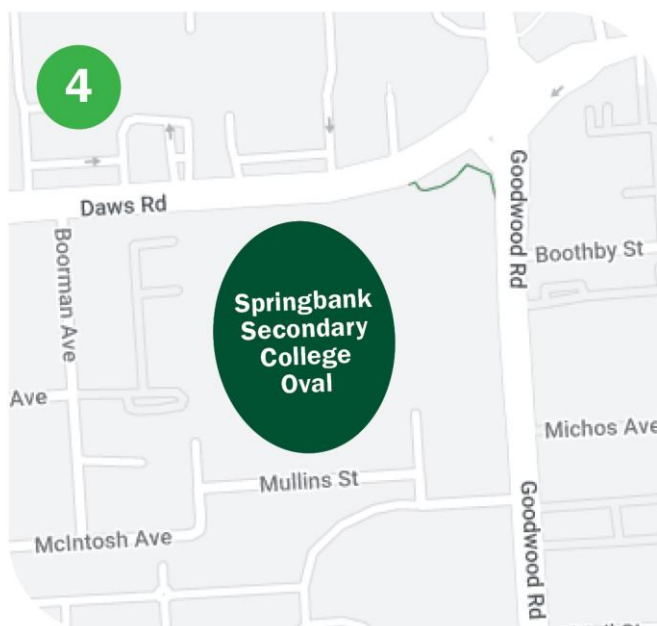 4
Daws Rd
Goodwood Rd
Boorman Ave
Boothby St
Springbank
Secondary
College
Oval
Ave
Michos Ave
Mullins St
Goodwood Rd
McIntosh Ave